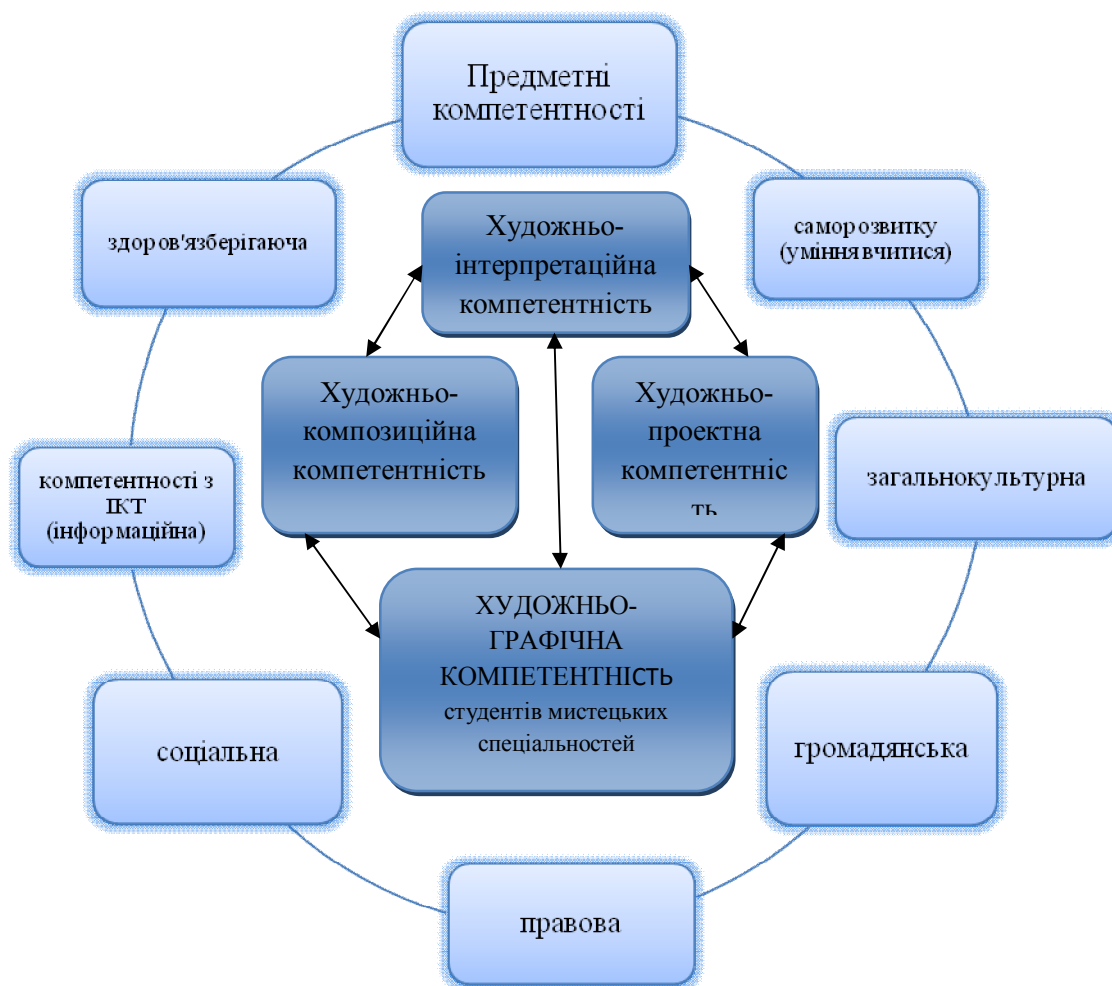 Предметні
компетентності
здоров'язберігаюча
саморозвитку
(уміння вчитися)
Художньо-
інтерпретаційна
компетентність
Художньо-
композиційна
компетентність
Художньо-
проектна
компетентніс
ть
компетентності з
ІКТ
(інформаційна)
загальнокультурна
ХУДОЖНЬО-
ГРАФІЧНА
КОМПЕТЕНТНІСТЬ
студентів мистецьких
спеціальностей
соціальна
громадянська
правова